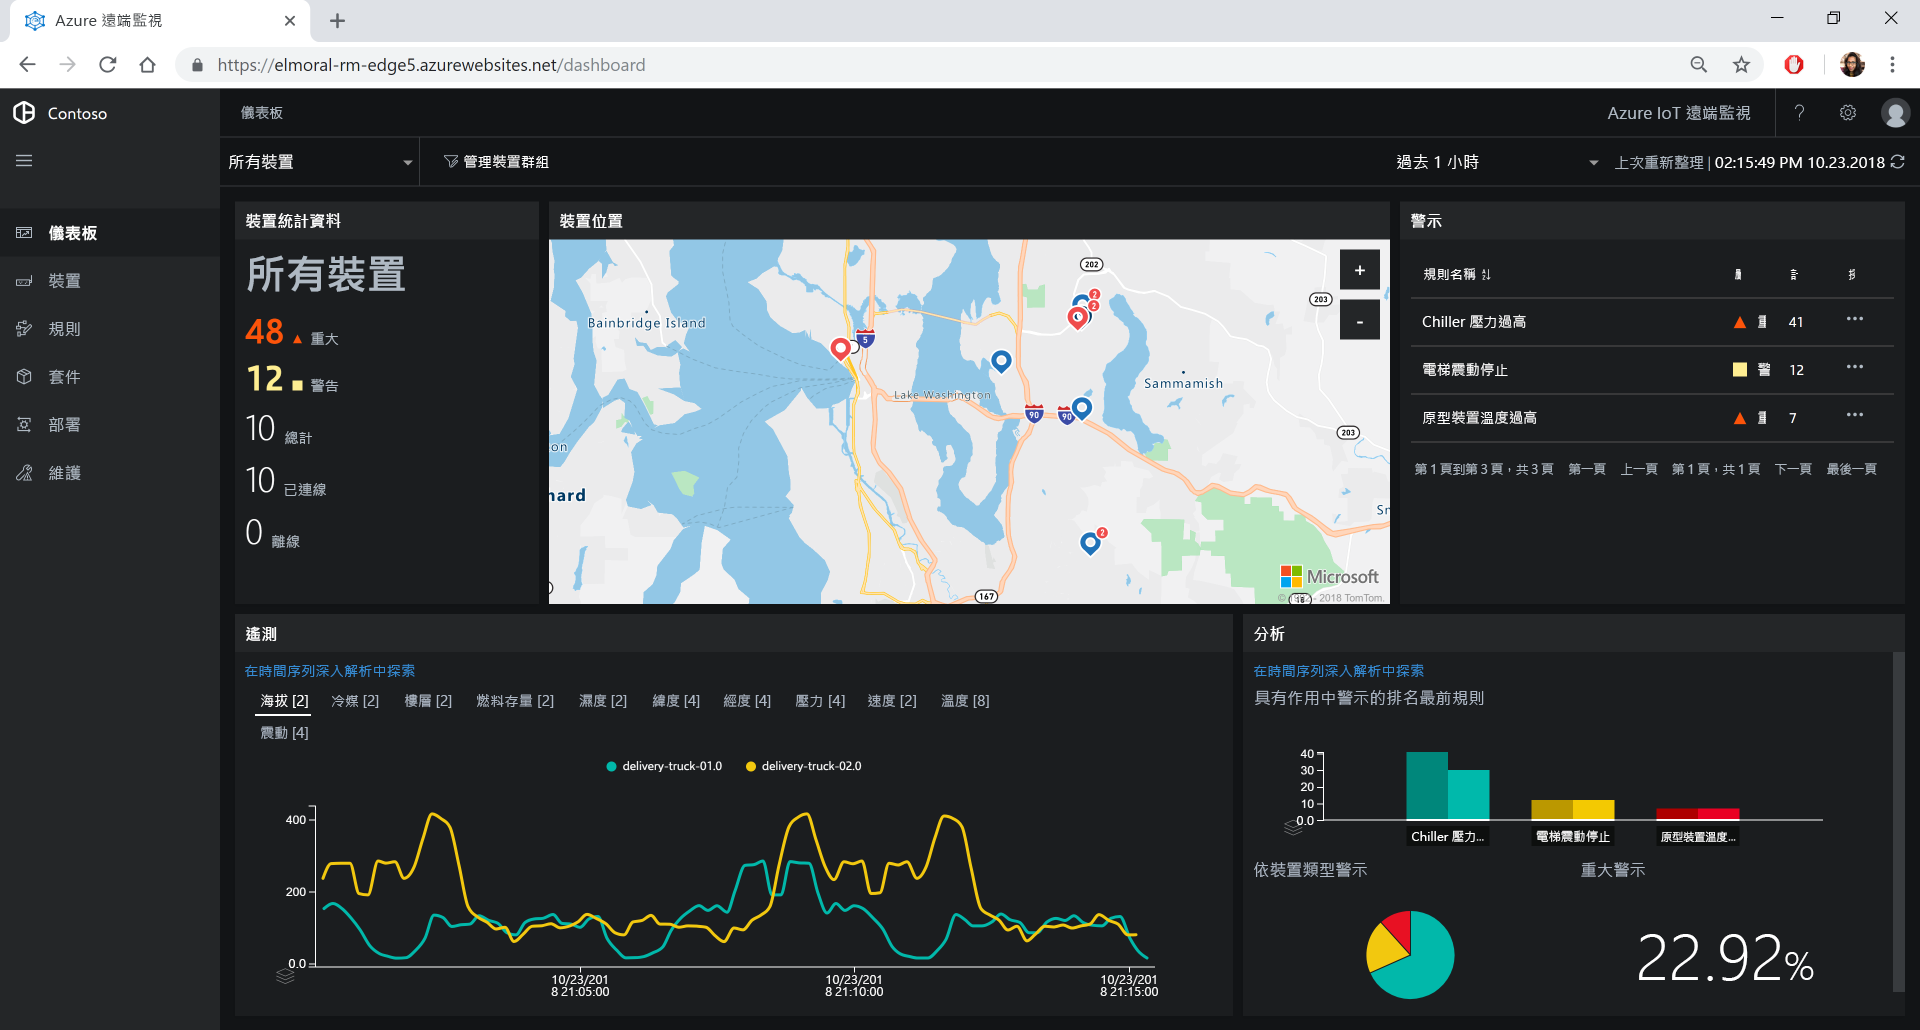 Azure 遠端監視
https://elmoral-rm-edge5.azurewebsites.net/dashboard
Contoso
儀表板
Azure IoT 遠端監視
?
所有裝置
管理裝置群組
過去 1 小時
上次重新整理 | 02:15:49 PM 10.23.2018
儀表板
裝置
規則
套件
部署
維護
裝置統計資料
所有裝置
48 ▲ 重大
12 ■ 警告
10 總計
10 已連線
0 離線
裝置位置
+
-
202
203
2
2
Bainbridge Island
5
Sammamish
Lake Washington
90
90
203
on
nard
Sn
2
167
Microsoft
2018 TomTom.
警示
規則名稱
Chiller 壓力過高 ▲ 41 ···
電梯震動停止 ■ 警 12 ···
原型裝置溫度過高 ▲ 7 ···
第 1 頁到第 3 頁，共 3 頁 第一頁 上一頁 第 1 頁，共 1 頁 下一頁 最後一頁
遙測
在時間序列深入解析中探索
海拔 [2] 冷媒 [2] 樓層 [2] 燃料存量 [2] 濕度 [2] 緯度 [4] 經度 [4] 壓力 [4] 速度 [2] 溫度 [8]
震動 [4]
delivery-truck-01.0 delivery-truck-02.0
400
200
0.0
10/23/201
8 21:05:00
10/23/201
8 21:10:00
10/23/201
8 21:15:00
分析
在時間序列深入解析中探索
具有作用中警示的排名最前規則
40
30
20
10
0.0
Chiller 壓力...
電梯震動停止
原型裝置溫度...
依裝置類型警示
重大警示
22.92%